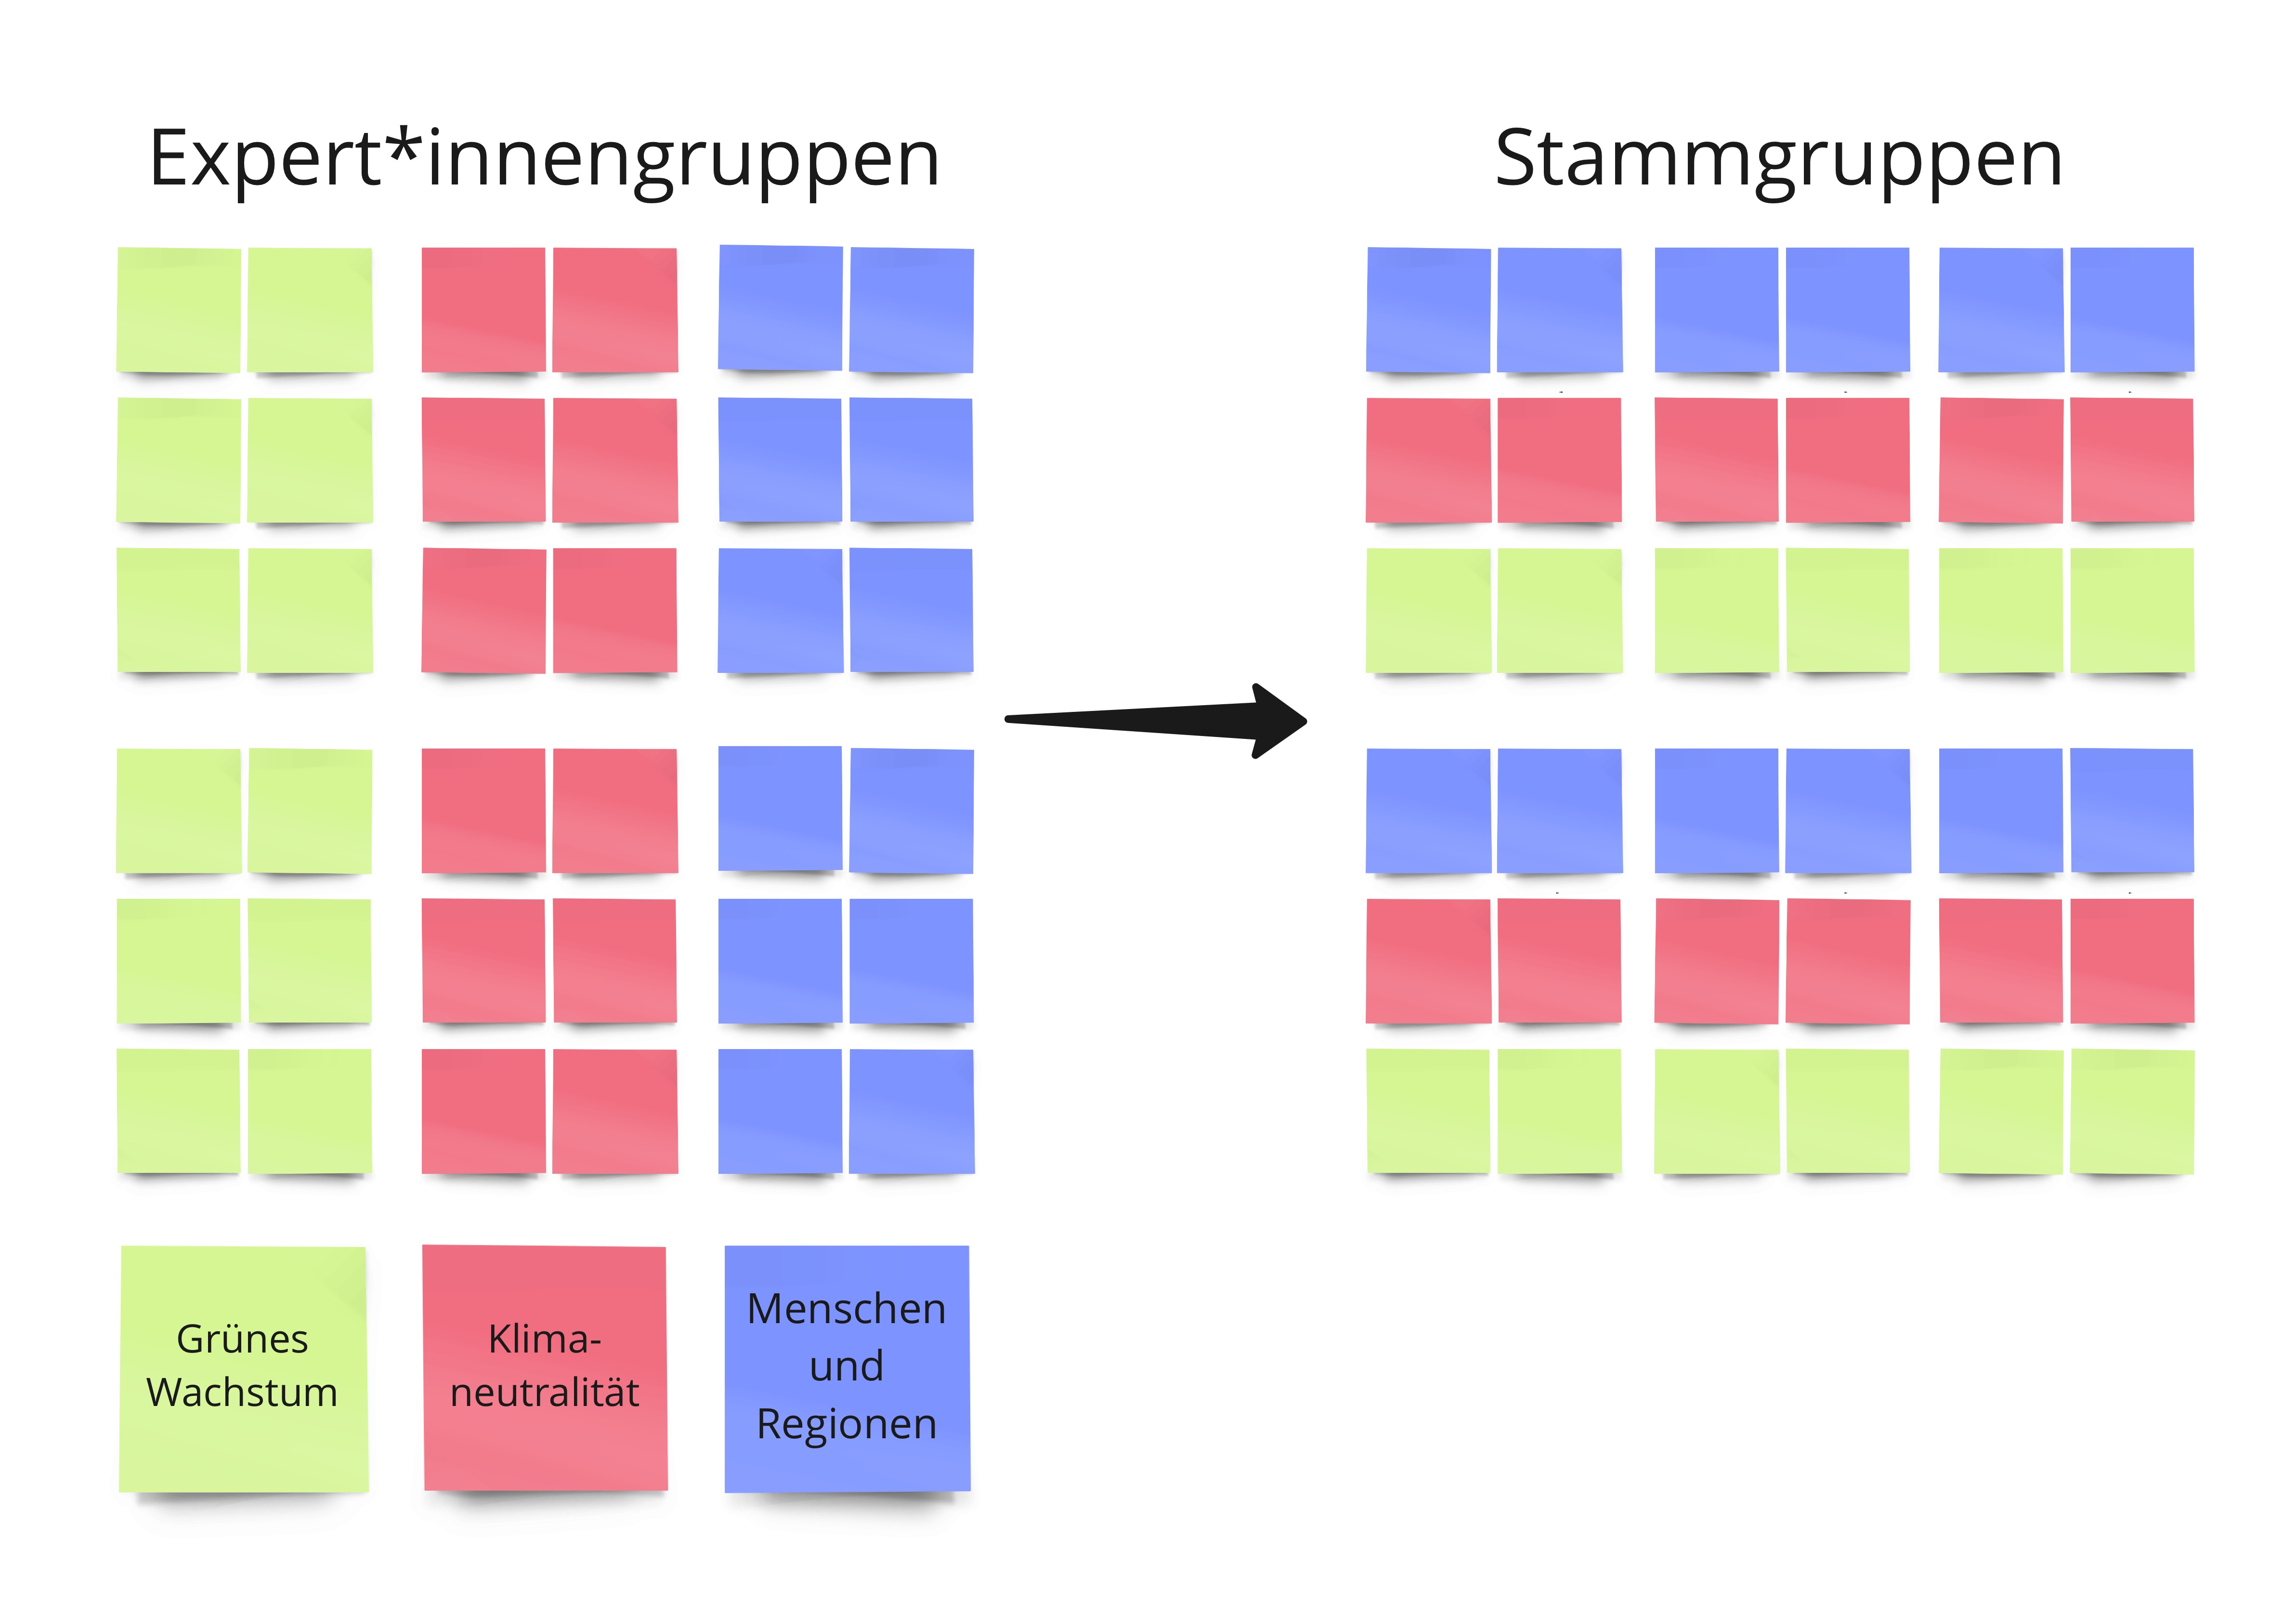 Expert*innengruppen
Stammgruppen
Grünes
Wachstum
Klima-
neutralität
Menschen
und
Regionen